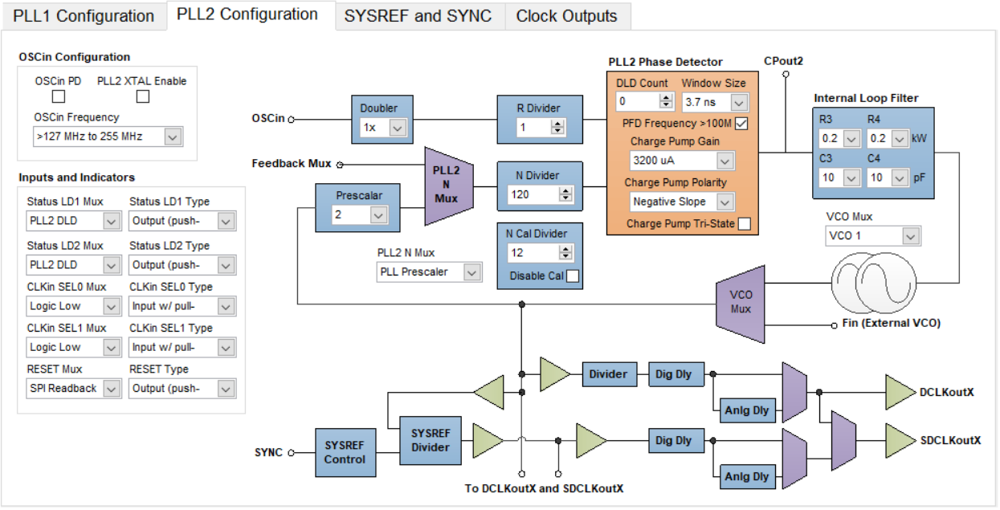 PLL1 Configuration
PLL2 Configuration
SYSREF and SYNC
Clock Outputs
OSCin Configuration
OSCin PD
PLL2 XTAL Enable
OSCin Frequency
>127 MHz to 255 MHz
Inputs and Indicators
Status LD1 Mux
Status LD1 Type
PLL2 DLD
Output (push-
Status LD2 Mux
Status LD2 Type
PLL2 DLD
Output (push-
CLKin SEL0 Mux
CLKin SEL0 Type
Logic Low
Input w/ pull-
CLKin SEL1 Mux
CLKin SEL1 Type
Logic Low
Input w/ pull-
RESET Mux
RESET Type
SPI Readback
Output (push-
OSCin
Doubler
1x
R Divider
1
Feedback Mux
PLL2
N
Mux
Prescalar
2
N Divider
120
N Cal Divider
12
Disable Cal
PLL2 N Mux
PLL Prescaler
PLL2 Phase Detector
DLD Count
Window Size
0
3.7 ns
PFD Frequency >100M
Charge Pump Gain
3200 uA
Charge Pump Polarity
Negative Slope
Charge Pump Tri-State
CPout2
Internal Loop Filter
R3
R4
0.2
0.2
kW
C3
C4
10
10
pF
VCO Mux
VCO 1
VCO
Mux
Fin (External VCO)
Divider
Dig Dly
Anlg Dly
DCLKoutX
SYNC
SYSREF
Control
SYSREF
Divider
Dig Dly
Anlg Dly
SDCLKoutX
To DCLKoutX and SDCLKoutX